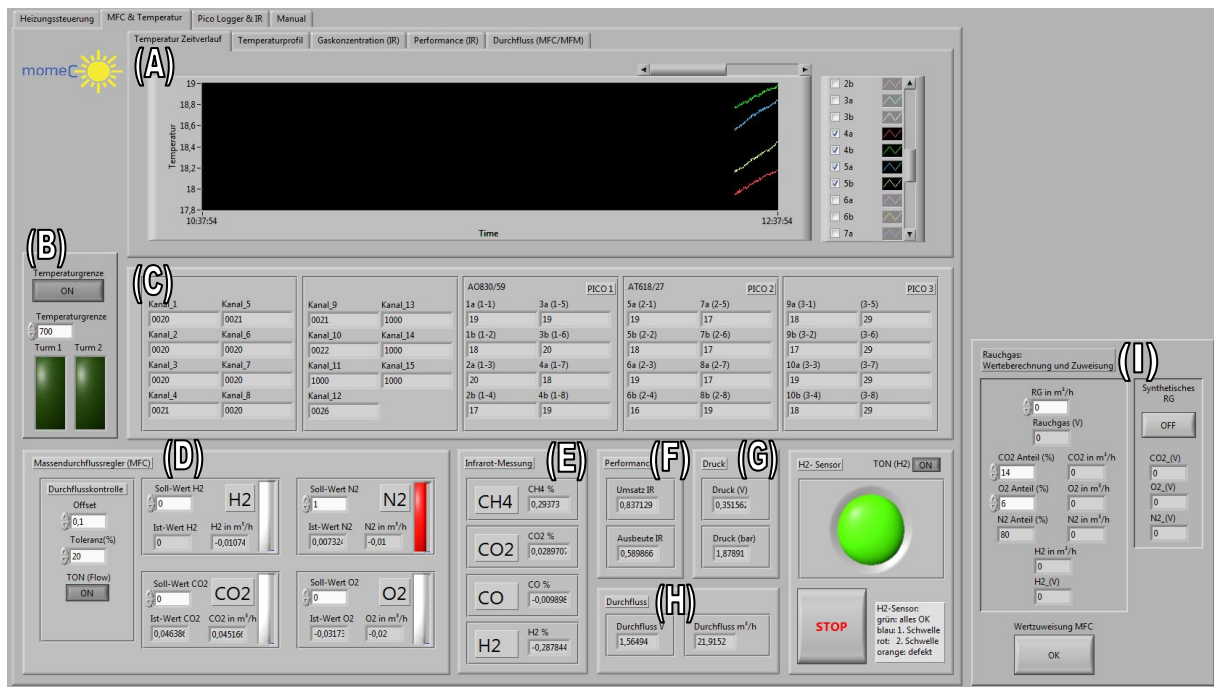 Heizungssteuerung MFC & Temperatur Pico Logger & IR Manual
Temperatur Zeitverlauf Temperaturprofil Gaskonzentration (IR) Performance (IR) Durchfluss (MFC/MFM)
momeC
(A)
Temperatur
19
18,8
18,6
18,4
18,2
18
17,8
10:37:54 12:37:54
Time
2b
3a
3b
4a
4b
5a
5b
6a
6b
7a
(B)
Temperaturgrenze
ON
Temperaturgrenze
700
Turm 1 Turm 2
(C)
Kanal_1 Kanal_5
0020 0021
Kanal_2 Kanal_6
0020 0020
Kanal_3 Kanal_7
0020 0020
Kanal_4 Kanal_8
0021 0020
Kanal_9 Kanal_13
0021 1000
Kanal_10 Kanal_14
0022 1000
Kanal_11 Kanal_15
1000 1000
Kanal_12
0026
AO830/59 PICO 1
1a (1-1) 3a (1-5)
19 19
1b (1-2) 3b (1-6)
18 20
2a (1-3) 4a (1-7)
20 18
2b (1-4) 4b (1-8)
17 19
AT618/27 PICO 2
5a (2-1) 7a (2-5)
19 17
5b (2-2) 7b (2-6)
18 17
6a (2-3) 8a (2-7)
19 17
6b (2-4) 8b (2-8)
16 19
PICO 3
9a (3-1) (3-5)
18 29
9b (3-2) (3-6)
17 29
10a (3-3) (3-7)
19 29
10b (3-4) (3-8)
18 29
Massendurchflussregler (MFC) (D)
Durchflusskontrolle
Offset
0,1
Toleranz(%)
20
TON (Flow)
ON
Soll-Wert H2
0 H2
Ist-Wert H2 H2 in m³/h
0 -0,01074
Soll-Wert N2
1 N2
Ist-Wert N2 N2 in m³/h
0,007324 -0,01
Soll-Wert CO2
0 CO2
Ist-Wert CO2 CO2 in m³/h
0,046386 0,045166
Soll-Wert O2
0 O2
Ist-Wert O2 O2 in m³/h
-0,03173 -0,02
Infrarot-Messung (E)
CH4 CH4 %
0,29373
CO2 CO2 %
0,028970
CO CO %
-0,009898
H2 H2 %
-0,287844
Performance (F)
Umsatz IR
0,837129
Ausbeute IR
0,589866
Druck (G)
Druck (V)
0,351562
Druck (bar)
1,87891
Durchfluss (H)
Durchfluss V Durchfluss m³/h
1,56494 21,9152
H2- Sensor TON (H2) ON
STOP
H2-Sensor:
grün: alles OK
blau: 1. Schwelle
rot: 2. Schwelle
orange: defekt
Rauchgas:
Werteberechnung und Zuweisung
(I)
RG in m³/h
0
Rauchgas (V)
0
CO2 Anteil (%) CO2 in m³/h
14 0
O2 Anteil (%) O2 in m³/h
6 0
N2 Anteil (%) N2 in m³/h
80 0
H2 in m³/h
0
H2_(V)
0
Synthetisches
RG
OFF
CO2_(V)
0
O2_(V)
0
N2_(V)
0
Wertzuweisung MFC
OK